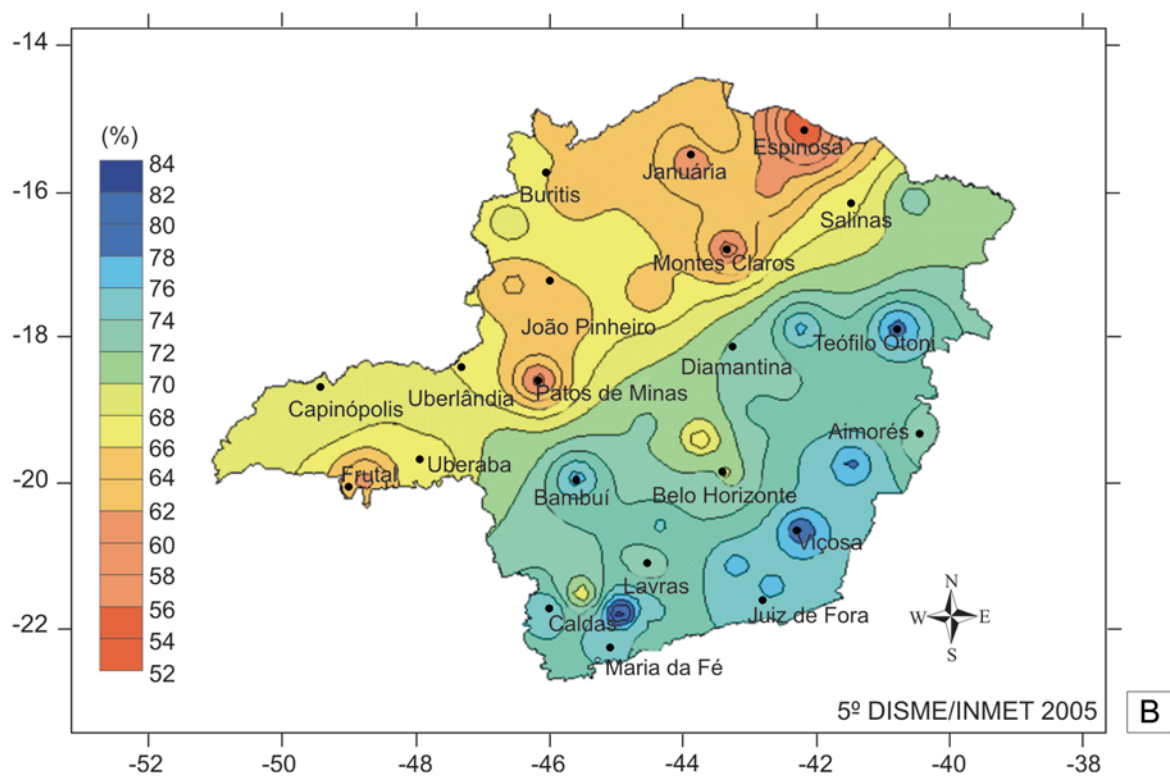 -14
-16
-18
-20
-22
(%)
84
82
80
78
76
74
72
70
68
66
64
62
60
58
56
54
52
Espinosa
Januária
Buritis
Salinas
Montes Claros
João Pinheiro
Teófilo Otoni
Diamantina
Patos de Minas
Uberlândia
Capinópolis
Aimorés
Uberaba
Frutal
Bambuí
Belo Horizonte
Viçosa
Lavras
Juiz de Fora
Caldas
Maria da Fé
N
W E
S
5º DISME/INMET 2005
B
-52 -50 -48 -46 -44 -42 -40 -38